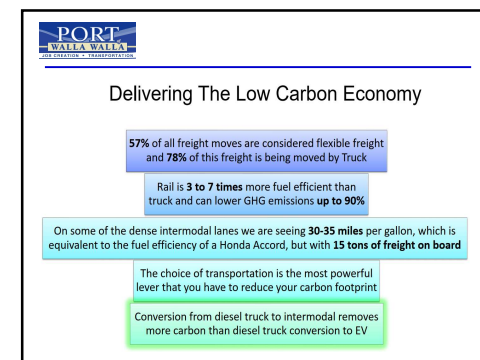 PORT
of
WALLA WALLA
JOB CREATION • TRANSPORTATION
Delivering The Low Carbon Economy
57% of all freight moves are considered flexible freight
and 78% of this freight is being moved by Truck
Rail is 3 to 7 times more fuel efficient than
truck and can lower GHG emissions up to 90%
On some of the dense intermodal lanes we are seeing 30-35 miles per gallon, which is
equivalent to the fuel efficiency of a Honda Accord, but with 15 tons of freight on board
The choice of transportation is the most powerful
lever that you have to reduce your carbon footprint
Conversion from diesel truck to intermodal removes
more carbon than diesel truck conversion to EV